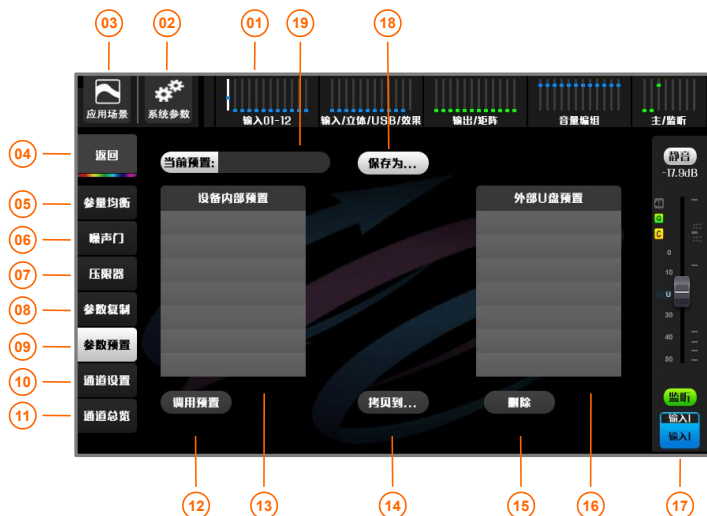 03 02 01 19 18
应用场景 系统参数 输入01-12 输入/立体/USB/效果 输出/矩阵 音量编组 主/监听
04 返回 当前预置: 保存为... 静音
-17.9dB
05 参量均衡 设备内部预置 外部U盘预置
48
06 噪声门 G
C
07 压限器 0
10
08 参数复制 U
30
09 参数预置 40
50
10 通道设置 调用预置 拷贝到... 删除 监听
11 通道总览 输入1
输入1
12 13 14 15 16 17